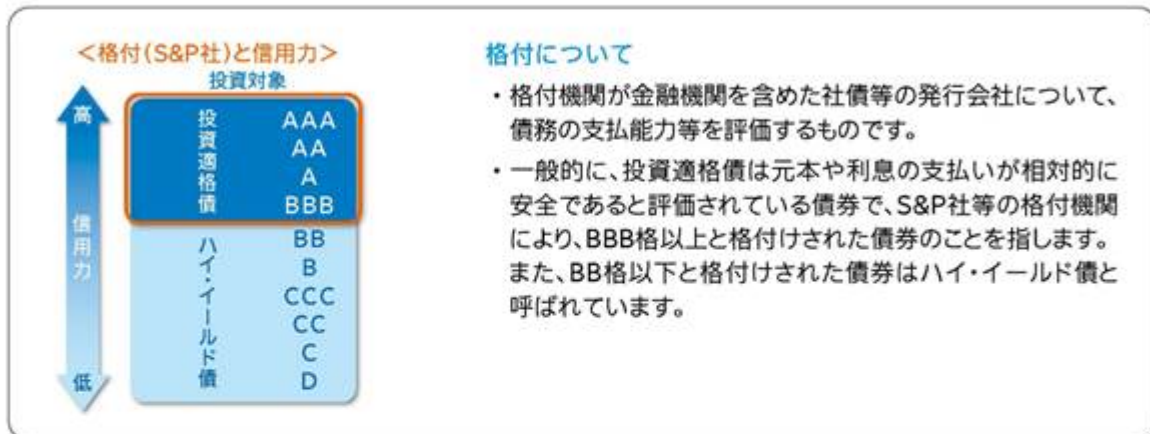 <格付(S&P社)と信用力>
投資対象
高
信用力
低
投資適格債
AAA
AA
A
BBB
ハイ・イールド債
BB
B
CCC
CC
C
D
格付について
・格付機関が金融機関を含めた社債等の発行会社について、
債務の支払能力等を評価するものです。
・一般的に、投資適格債は元本や利息の支払いが相対的に
安全であると評価されている債券で、S&P社等の格付機関
により、BBB格以上と格付けされた債券のことを指します。
また、BB格以下と格付けされた債券はハイ・イールド債と
呼ばれています。